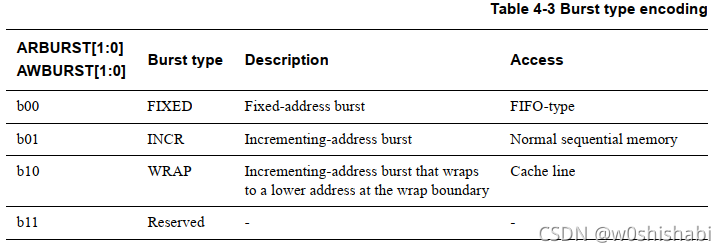 Table 4-3 Burst type encoding
ARBURST[1:0]
AWBURST[1:0] Burst type Description Access
b00 FIXED Fixed-address burst FIFO-type
b01 INCR Incrementing-address burst Normal sequential memory
b10 WRAP Incrementing-address burst that wraps Cache line
to a lower address at the wrap boundary
b11 Reserved - -
CSDN @w0shishabi